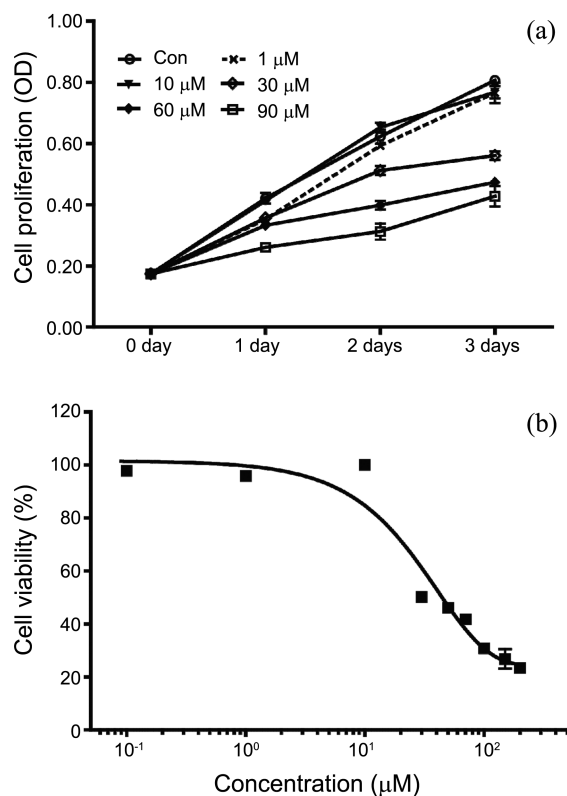 (a)
Con
1 μM
10 μM
30 μM
60 μM
90 μM
Cell proliferation (OD)
1.00
0.80
0.60
0.40
0.20
0.00
0 day
1 day
2 days
3 days
(b)
Cell viability (%)
120
100
80
60
40
20
0
10⁻¹
10⁰
10¹
10²
Concentration (μM)